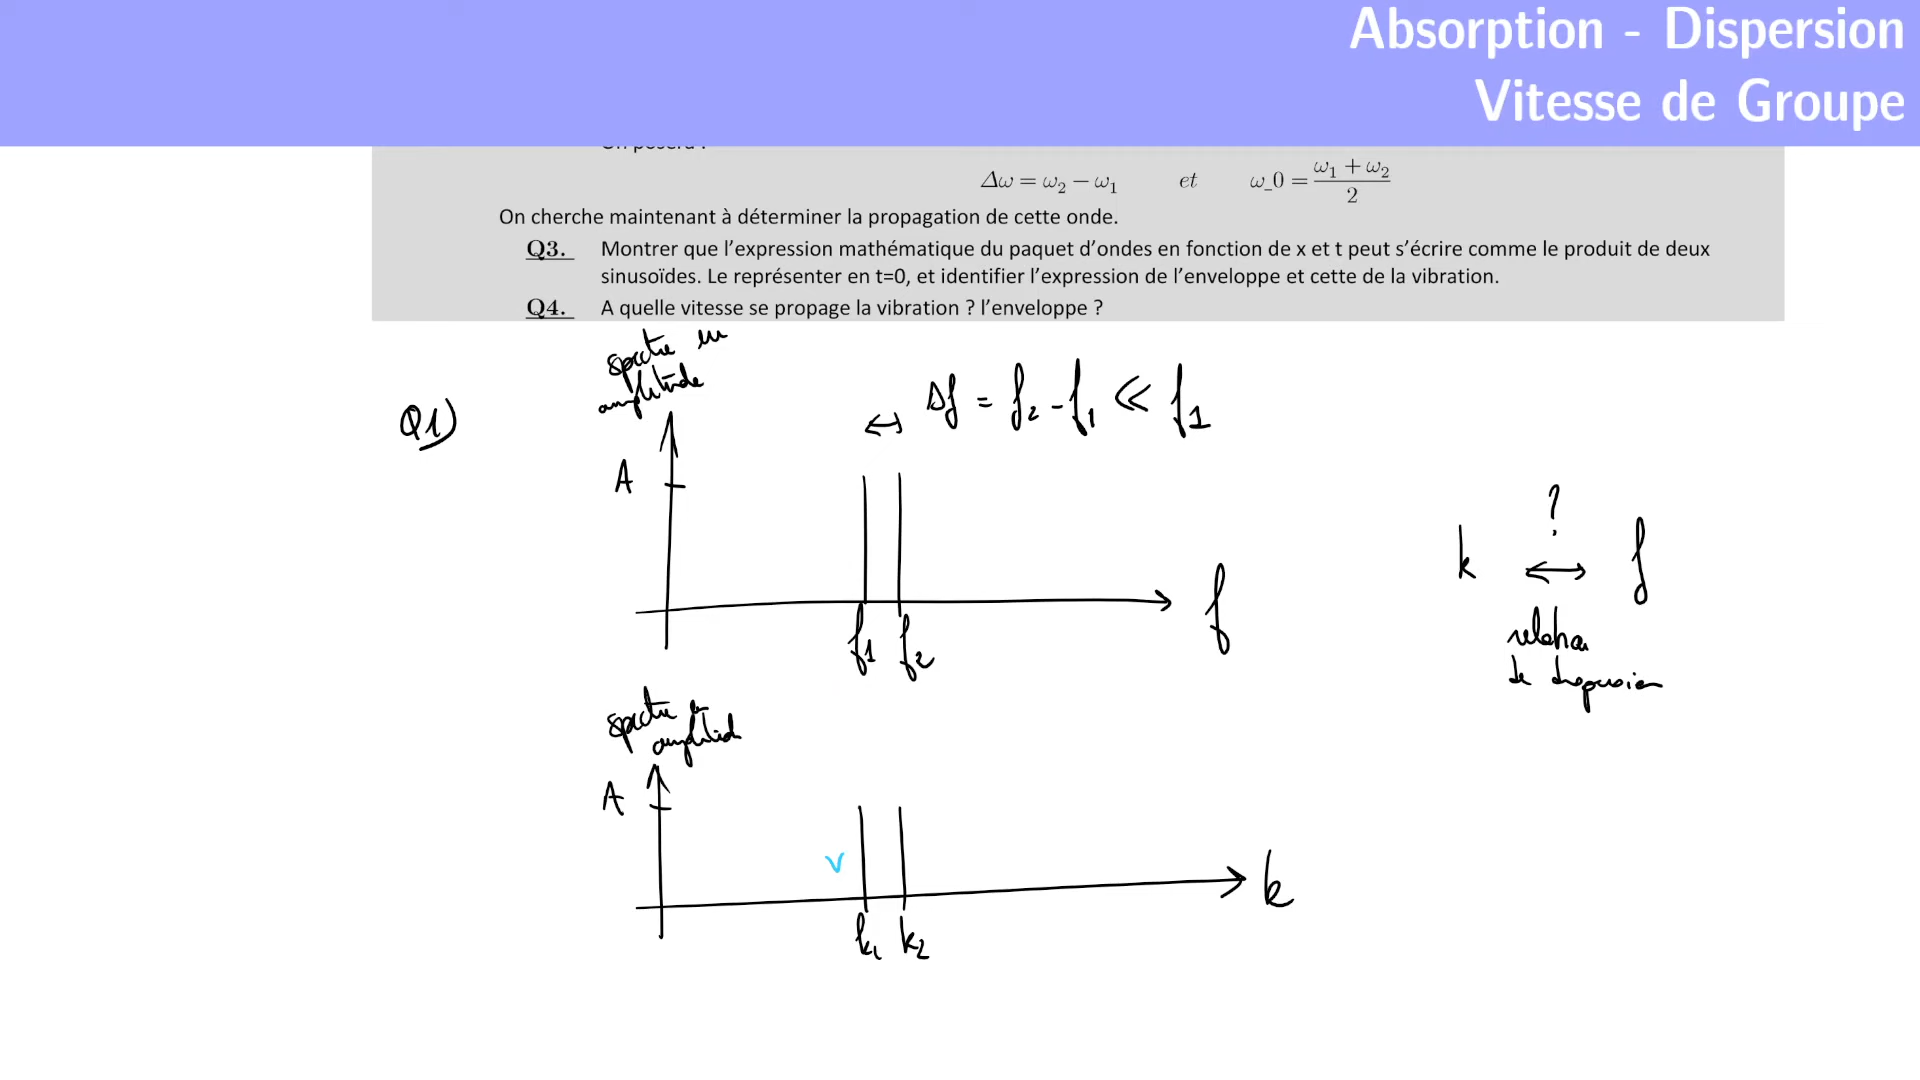 Absorption - Dispersion
Vitesse de Groupe
On posera :
Δω = ω₂ − ω₁ et ω_0 = (ω₁ + ω₂)/2
On cherche maintenant à déterminer la propagation de cette onde.
Q3. Montrer que l'expression mathématique du paquet d'ondes en fonction de x et t peut s'écrire comme le produit de deux
sinusoïdes. Le représenter en t=0, et identifier l'expression de l'enveloppe et cette de la vibration.
Q4. A quelle vitesse se propage la vibration ? l'enveloppe ?
spectre en
amplitude
Q1)
↔ Δf = f₂ - f₁ ≪ f₁
A
?
k ↔ f
f
relation
de dispersion
f₁ f₂
spectre en
amplitude
A
v
k
k₁ k₂